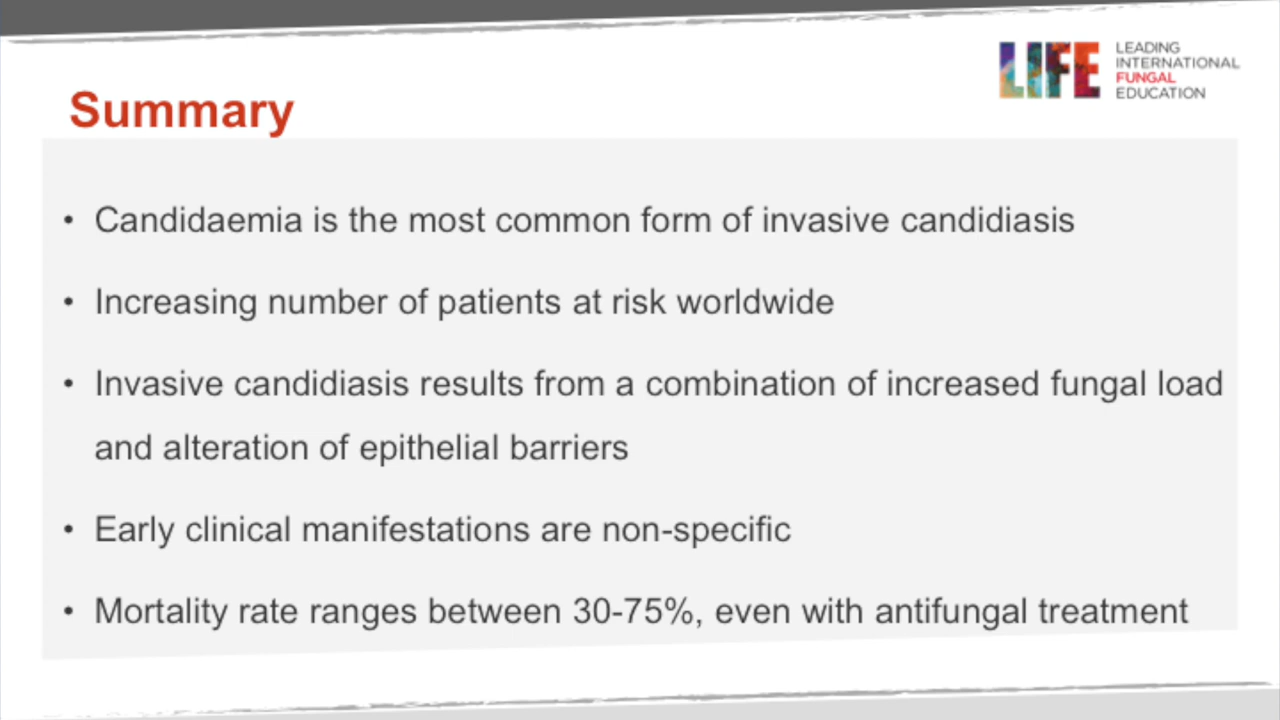 LIFE
LEADING
INTERNATIONAL
FUNGAL
EDUCATION
Summary
• Candidaemia is the most common form of invasive candidiasis
• Increasing number of patients at risk worldwide
• Invasive candidiasis results from a combination of increased fungal load
and alteration of epithelial barriers
• Early clinical manifestations are non-specific
• Mortality rate ranges between 30-75%, even with antifungal treatment